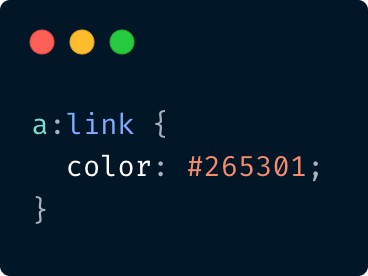 a:link {
  color: #265301;
}